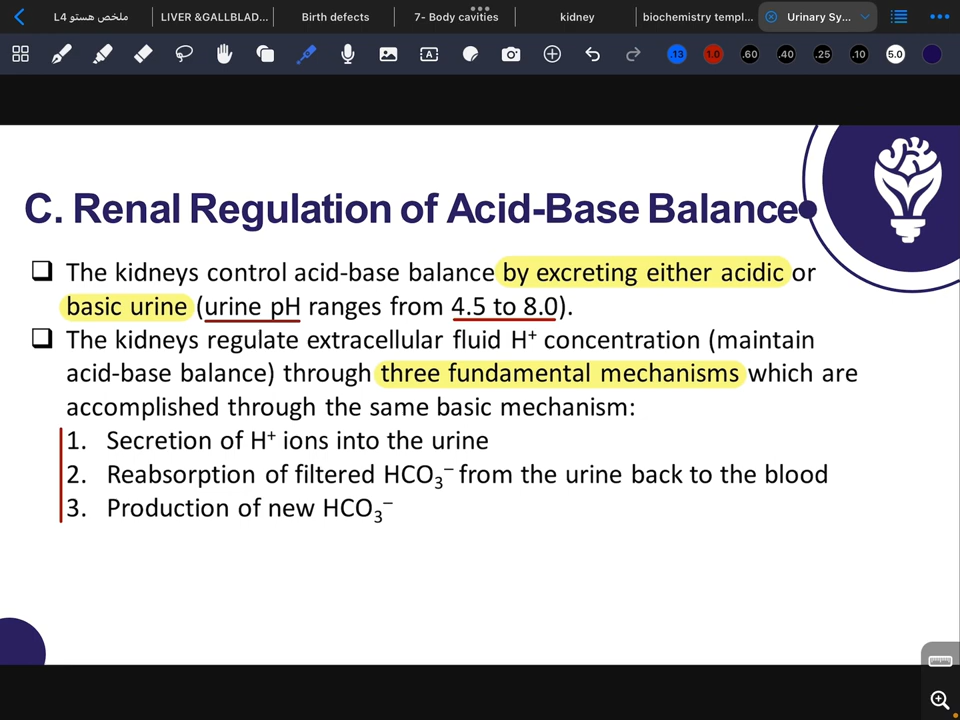 ملخص هستو L4
LIVER &GALLBLAD...
Birth defects
7- Body cavities
kidney
biochemistry templ...
Urinary Sy...
A
13
1.0
.60
.40
.25
.10
5.0
C. Renal Regulation of Acid-Base Balance
❑ The kidneys control acid-base balance by excreting either acidic or
basic urine (urine pH ranges from 4.5 to 8.0).
❑ The kidneys regulate extracellular fluid H⁺ concentration (maintain
acid-base balance) through three fundamental mechanisms which are
accomplished through the same basic mechanism:
1. Secretion of H⁺ ions into the urine
2. Reabsorption of filtered HCO₃⁻ from the urine back to the blood
3. Production of new HCO₃⁻